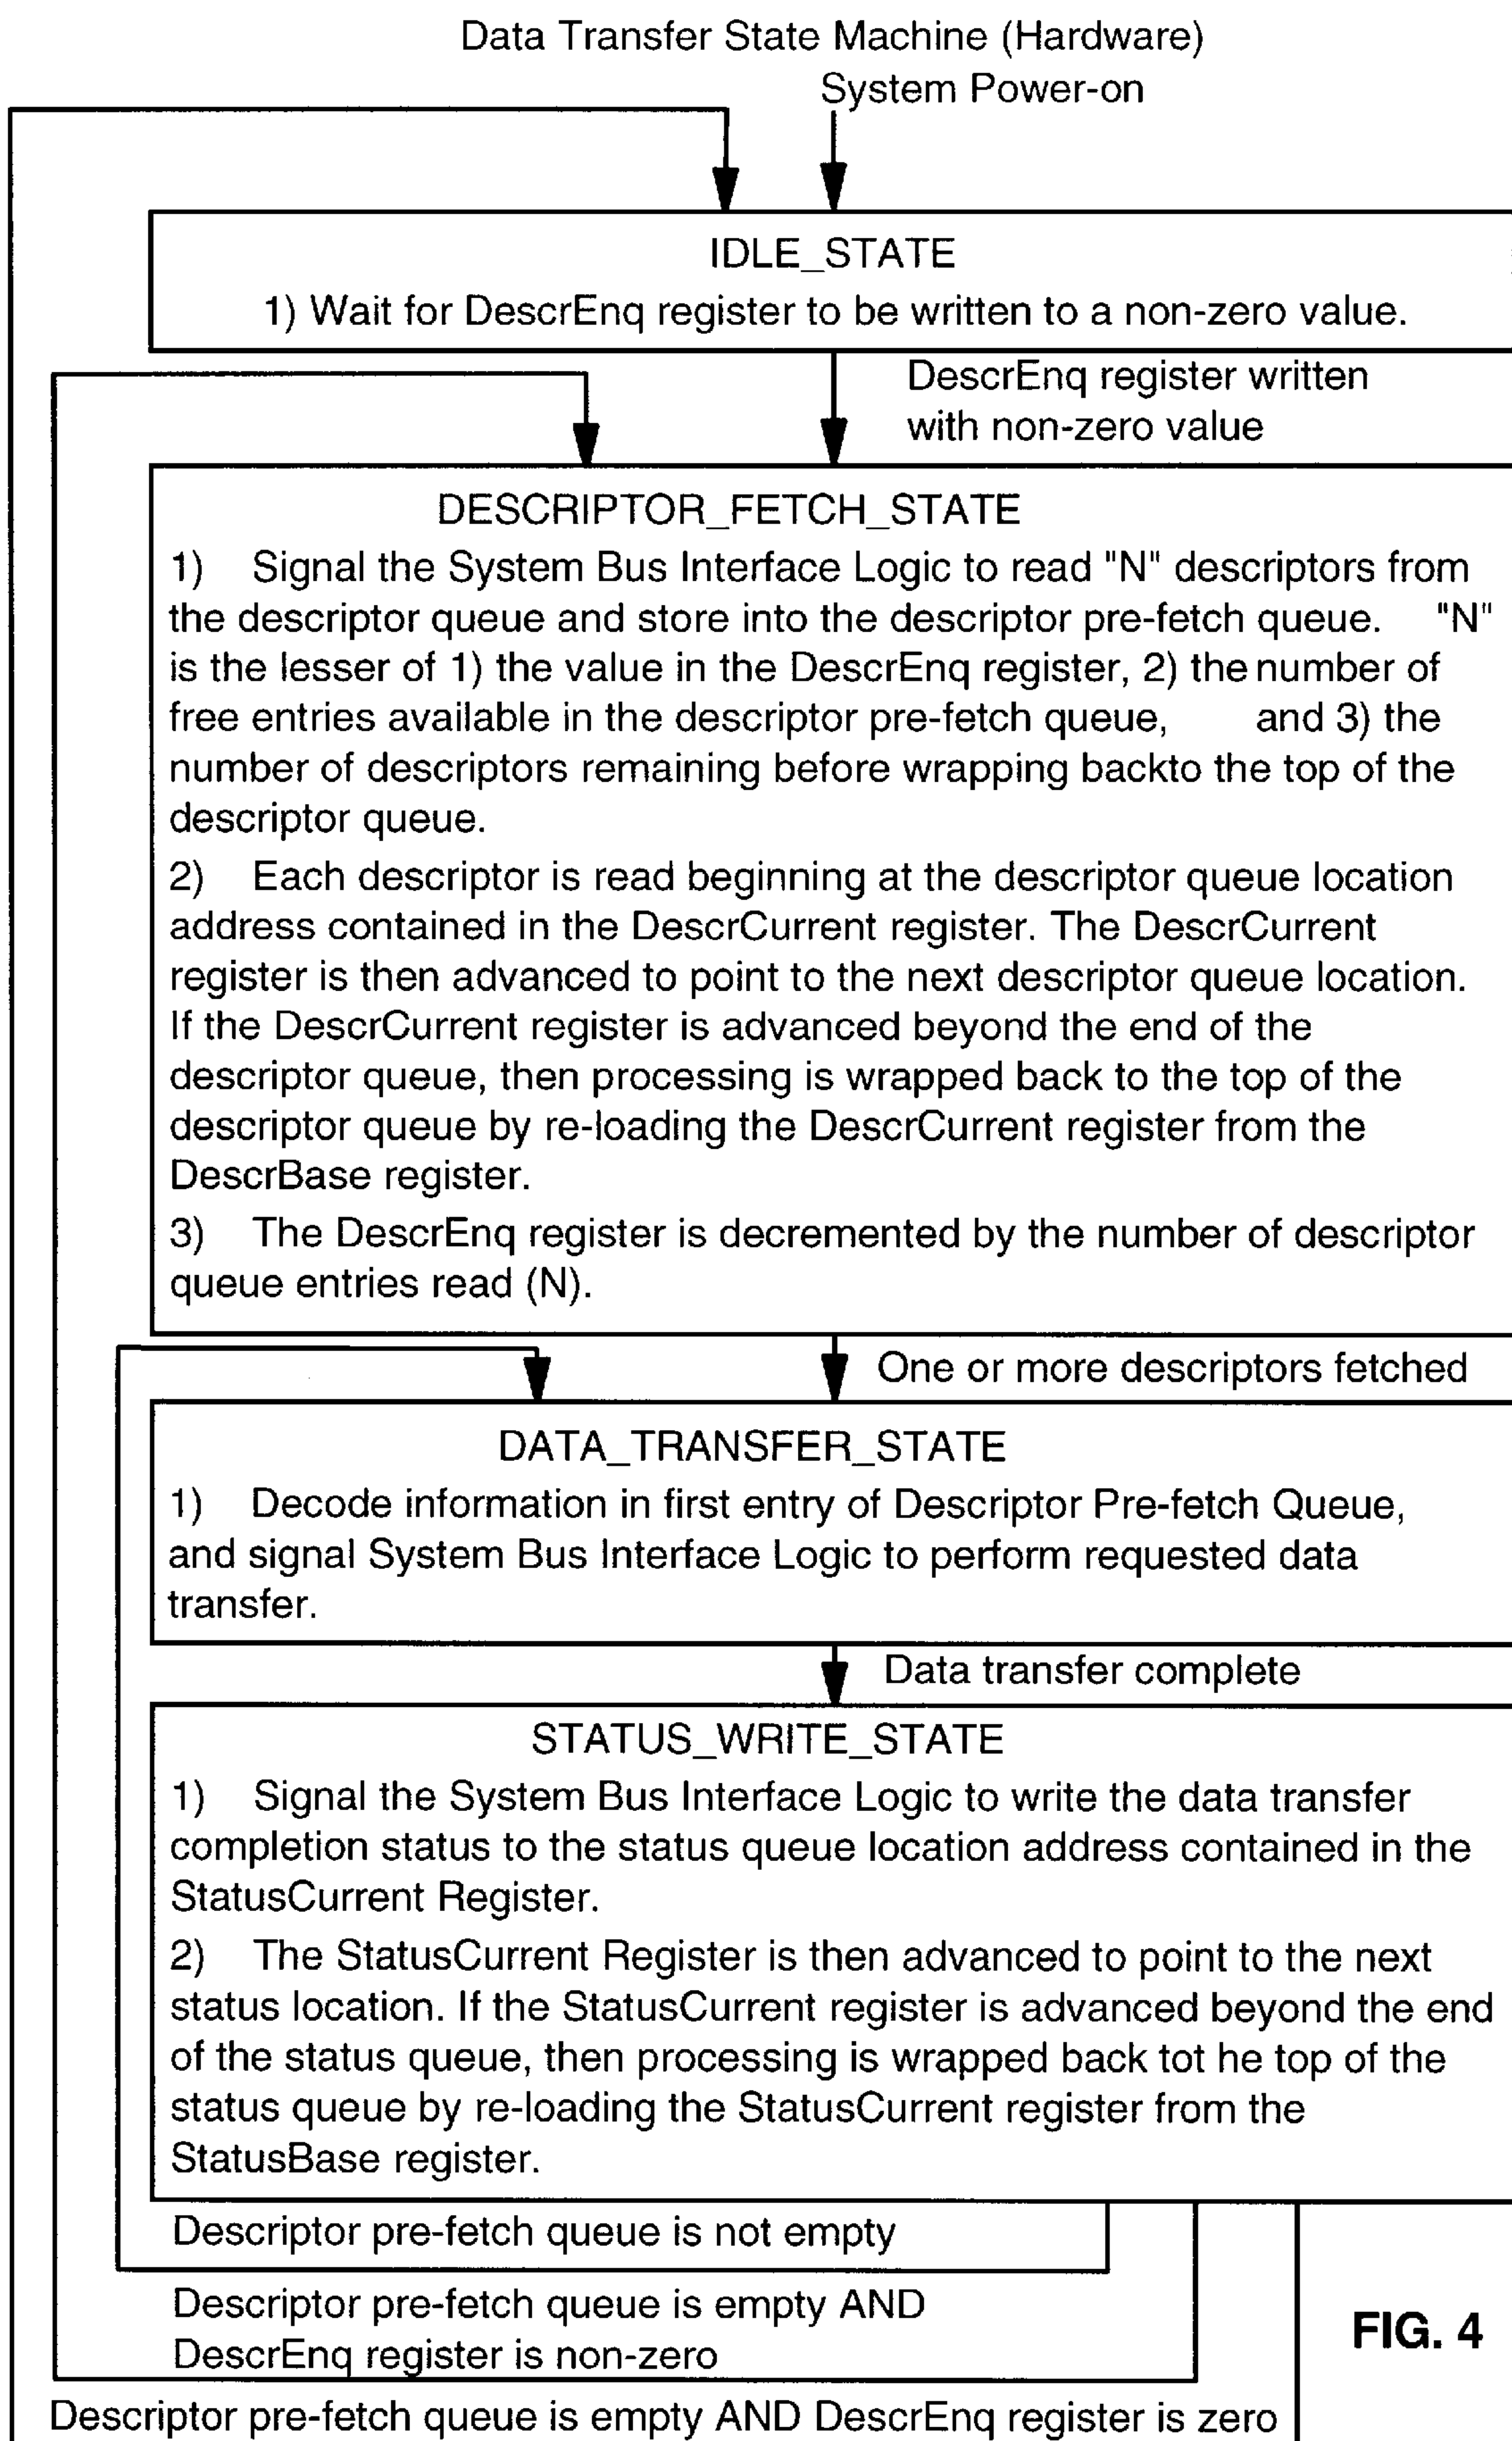 Data Transfer State Machine (Hardware)
System Power-on
IDLE_STATE
1) Wait for DescrEnq register to be written to a non-zero value.
DescrEnq register written
with non-zero value
DESCRIPTOR_FETCH_STATE
1) Signal the System Bus Interface Logic to read "N" descriptors from
the descriptor queue and store into the descriptor pre-fetch queue. "N"
is the lesser of 1) the value in the DescrEnq register, 2) the number of
free entries available in the descriptor pre-fetch queue, and 3) the
number of descriptors remaining before wrapping backto the top of the
descriptor queue.
2) Each descriptor is read beginning at the descriptor queue location
address contained in the DescrCurrent register. The DescrCurrent
register is then advanced to point to the next descriptor queue location.
If the DescrCurrent register is advanced beyond the end of the
descriptor queue, then processing is wrapped back to the top of the
descriptor queue by re-loading the DescrCurrent register from the
DescrBase register.
3) The DescrEnq register is decremented by the number of descriptor
queue entries read (N).
One or more descriptors fetched
DATA_TRANSFER_STATE
1) Decode information in first entry of Descriptor Pre-fetch Queue,
and signal System Bus Interface Logic to perform requested data
transfer.
Data transfer complete
STATUS_WRITE_STATE
1) Signal the System Bus Interface Logic to write the data transfer
completion status to the status queue location address contained in the
StatusCurrent Register.
2) The StatusCurrent Register is then advanced to point to the next
status location. If the StatusCurrent register is advanced beyond the end
of the status queue, then processing is wrapped back tot he top of the
status queue by re-loading the StatusCurrent register from the
StatusBase register.
Descriptor pre-fetch queue is not empty
Descriptor pre-fetch queue is empty AND
DescrEnq register is non-zero
FIG. 4
Descriptor pre-fetch queue is empty AND DescrEnq register is zero